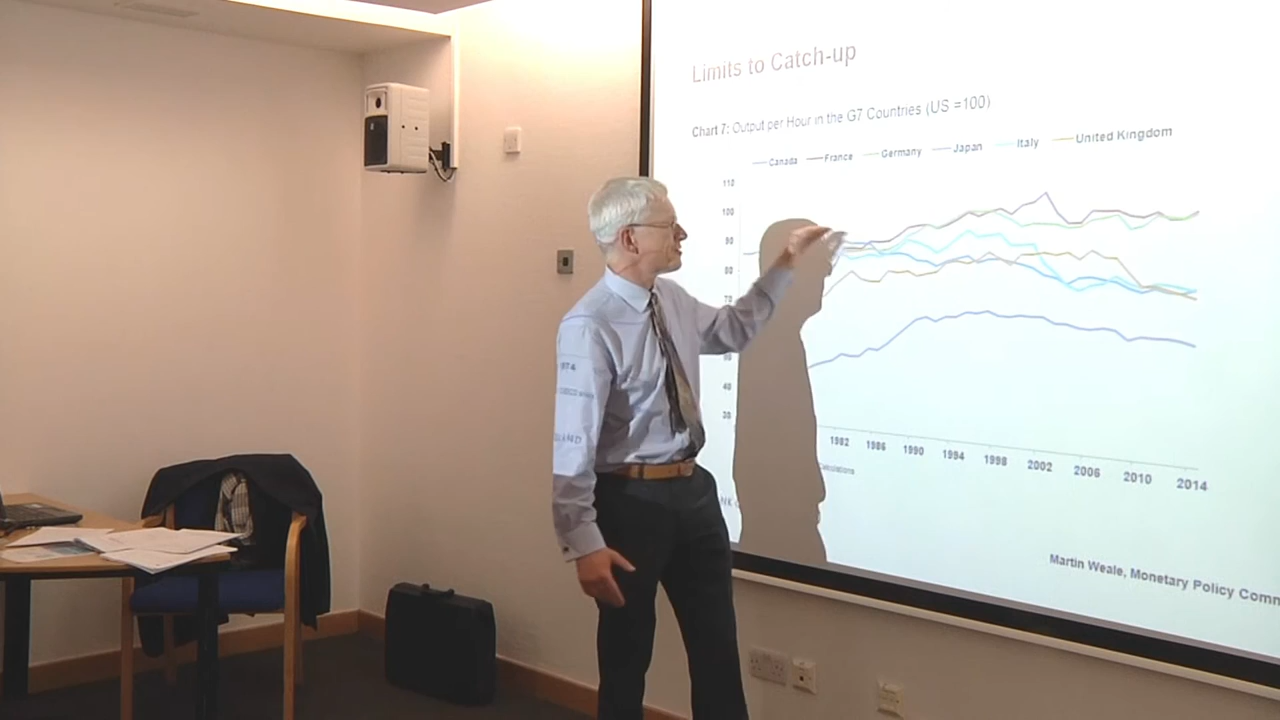 Limits to Catch-up
Chart 7: Output per Hour in the G7 Countries (US =100)
Canada France Germany Japan Italy United Kingdom
110
100
90
80
70
40
30
1982 1986 1990 1994 1998 2002 2006 2010 2014
Calculations
Martin Weale, Monetary Policy Comm